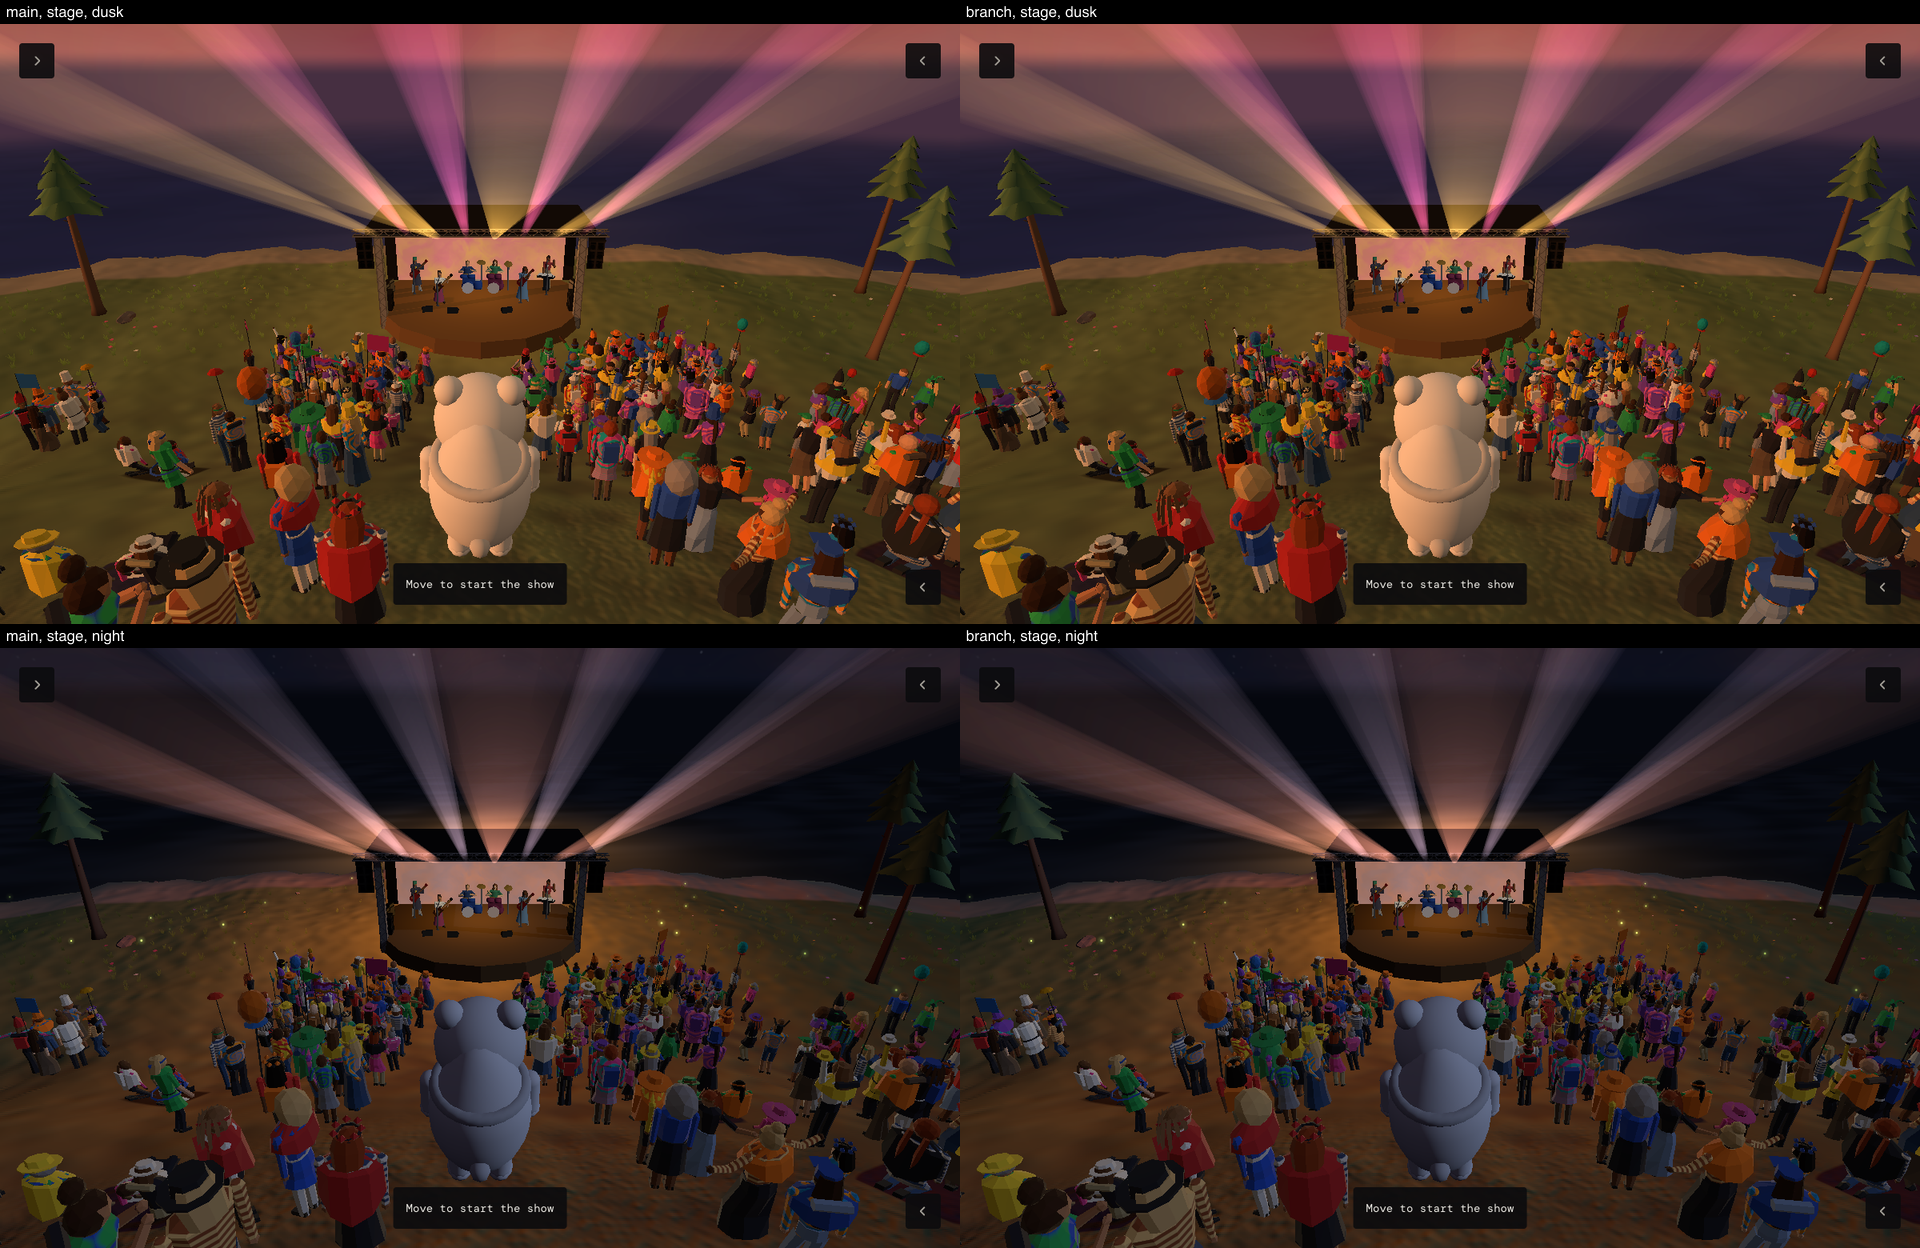 main, stage, dusk
branch, stage, dusk
Move to start the show
Move to start the show
main, stage, night
branch, stage, night
Move to start the show
Move to start the show